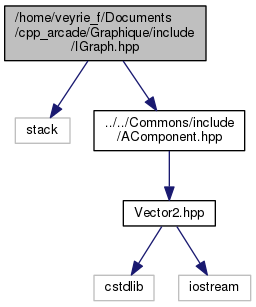 /home/veyrie_f/Documents
/cpp_arcade/Graphique/include
/IGraph.hpp
stack
../../Commons/include
/AComponent.hpp
Vector2.hpp
cstdlib
iostream